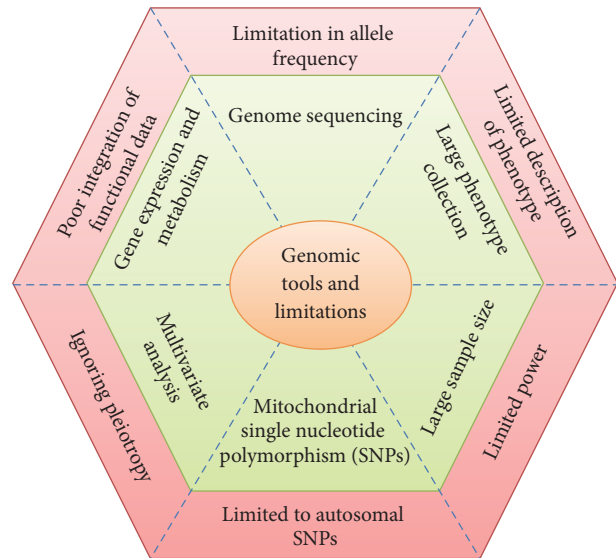 Limitation in allele
frequency
Genome sequencing
Limited description
of phenotype
Large phenotype
collection
Limited power
Large sample size
Limited to autosomal
SNPs
Mitochondrial
single nucleotide
polymorphism (SNPs)
Ignoring pleiotropy
Multivariate
analysis
Poor integration of
functional data
Gene expression and
metabolism
Genomic
tools and
limitations